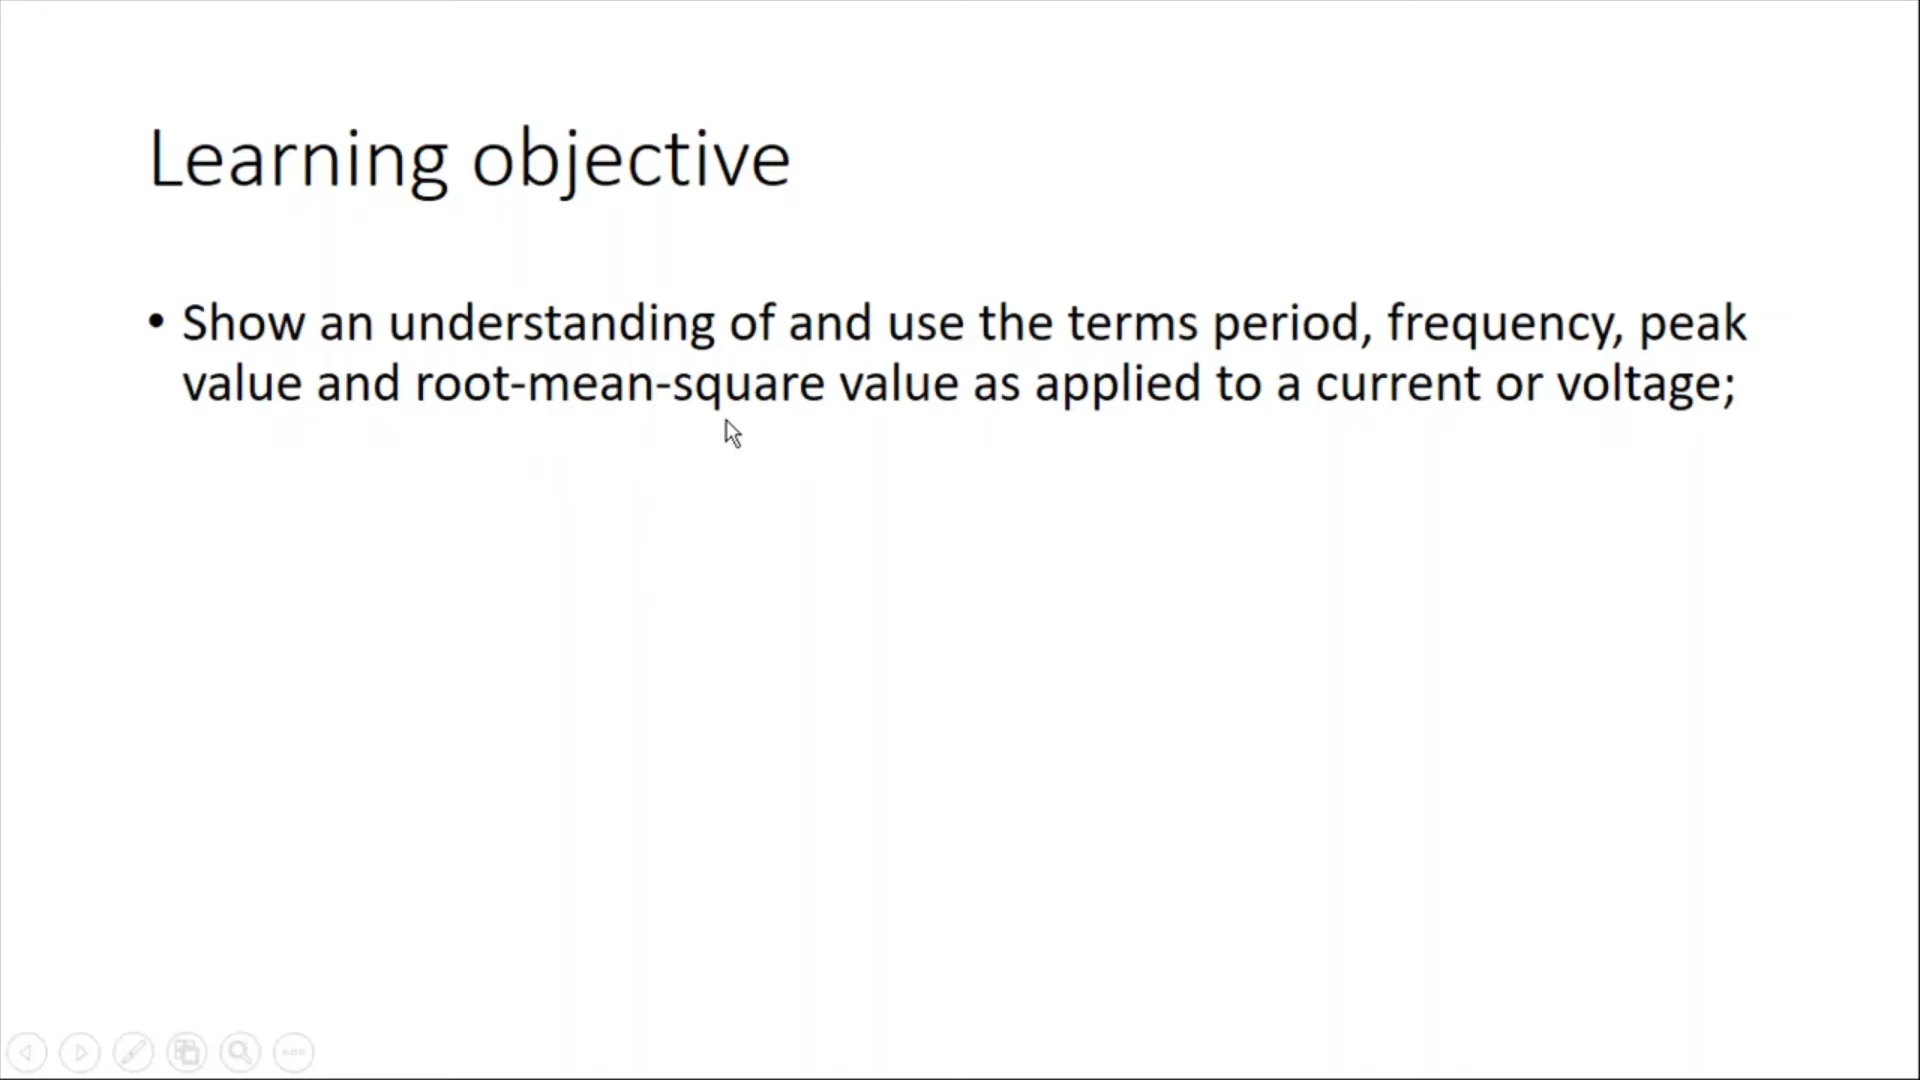 Learning objective
• Show an understanding of and use the terms period, frequency, peak
value and root-mean-square value as applied to a current or voltage;